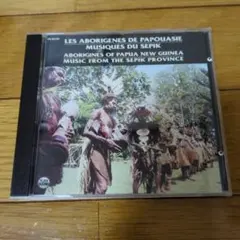 LES ABORIGENES DE PAPOUASIE
MUSIQUES DU SEPIK
ABORIGINES OF PAPUA NEW GUINEA
MUSIC FROM THE SEPIK PROVINCE